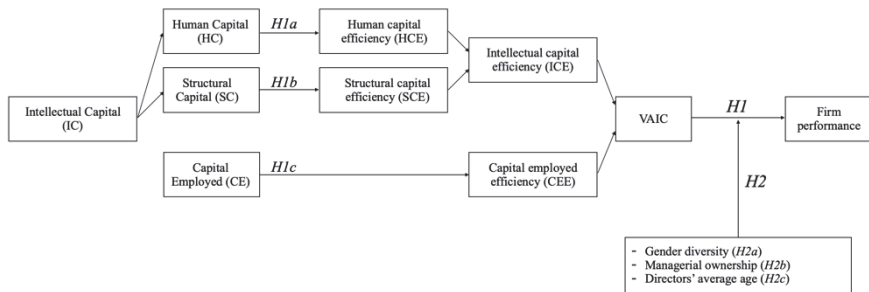 Human Capital
(HC)
H1a
Human capital
efficiency (HCE)
Intellectual capital
efficiency (ICE)
Structural
Capital (SC)
H1b
Structural capital
efficiency (SCE)
Intellectual Capital
(IC)
VAIC
H1
Firm
performance
Capital
Employed (CE)
H1c
Capital employed
efficiency (CEE)
H2
- Gender diversity (H2a)
- Managerial ownership (H2b)
- Directors' average age (H2c)